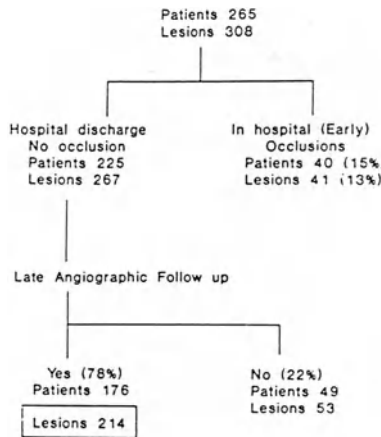 Patients 265
Lesions 308
Hospital discharge
No occlusion
Patients 225
Lesions 267
In hospital (Early)
Occlusions
Patients 40 (15%
Lesions 41 (13%)
Late Angiographic Follow up
Yes (78%)
Patients 176
Lesions 214
No (22%)
Patients 49
Lesions 53